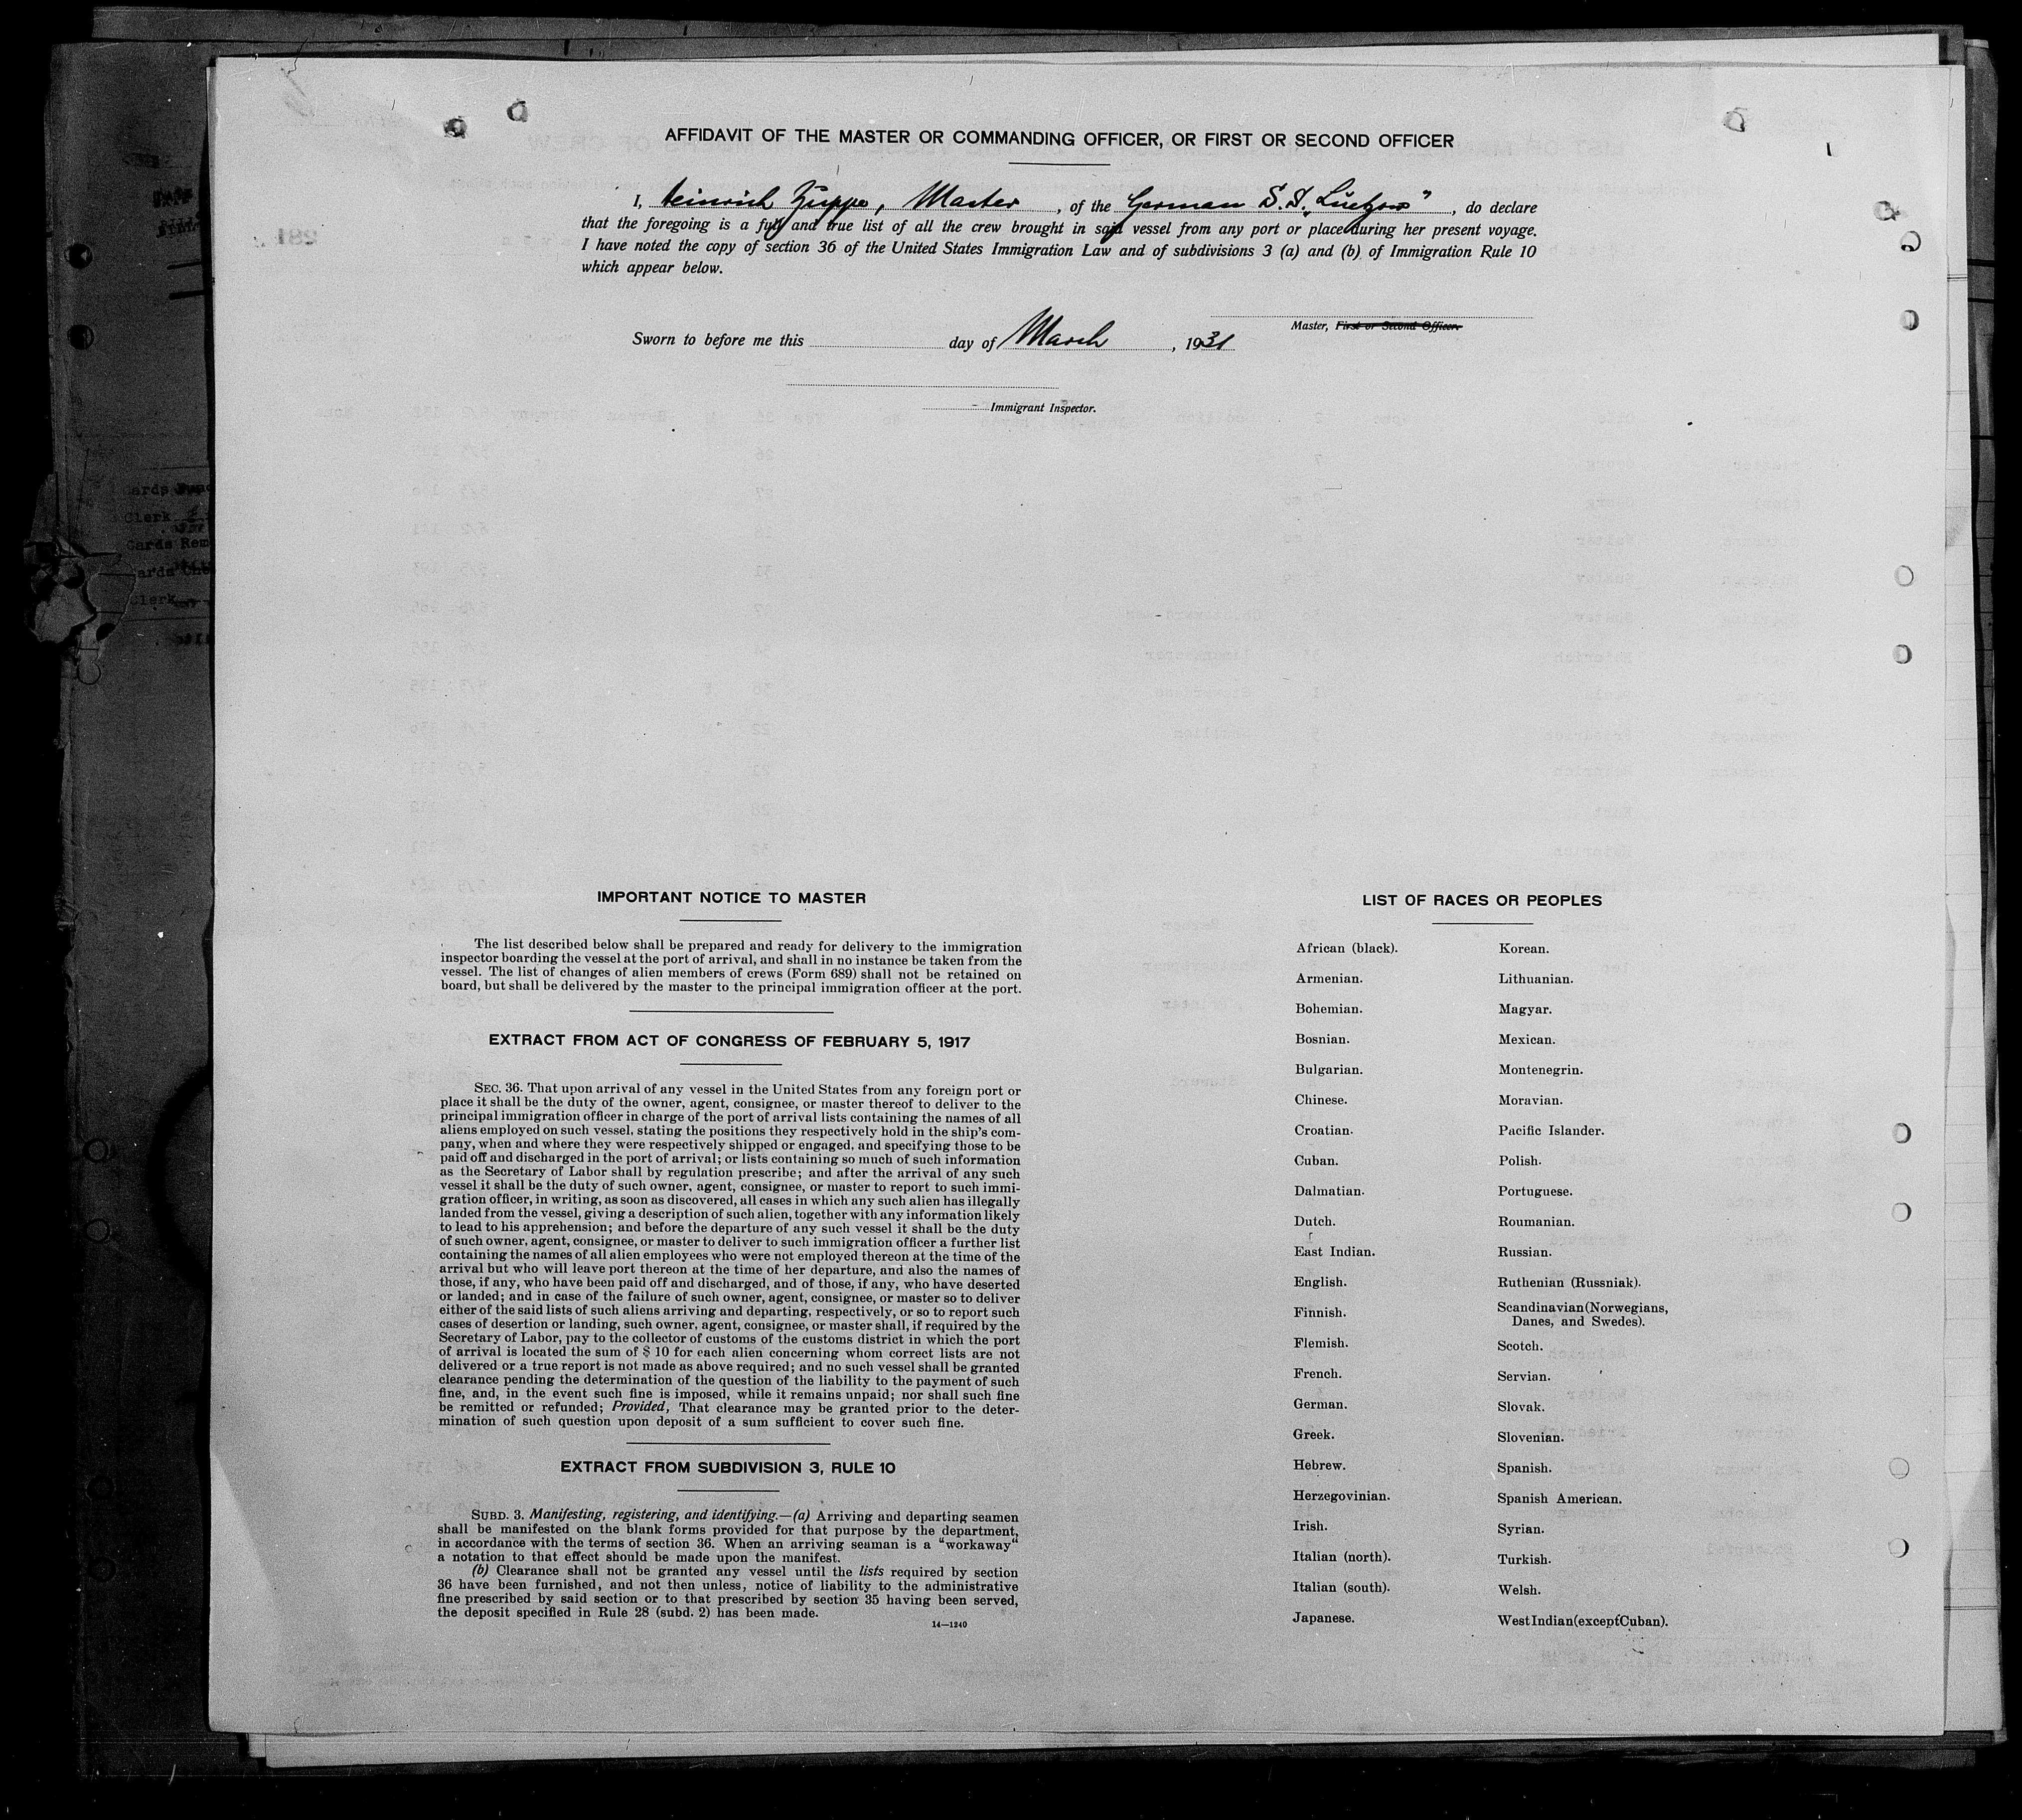 AFFIDAVIT OF THE MASTER OR COMMANDING OFFICER, OR FIRST OR SECOND OFFICER
I, Heinrich Zuppe, Master, of the German S.S. „Lüetzow", do declare
that the foregoing is a full and true list of all the crew brought in said vessel from any port or place during her present voyage.
I have noted the copy of section 36 of the United States Immigration Law and of subdivisions 3 (a) and (b) of Immigration Rule 10
which appear below.
Master, First or Second Officer.
Sworn to before me this day of March, 1931
Immigrant Inspector.
IMPORTANT NOTICE TO MASTER
The list described below shall be prepared and ready for delivery to the immigration
inspector boarding the vessel at the port of arrival, and shall in no instance be taken from the
vessel. The list of changes of alien members of crews (Form 689) shall not be retained on
board, but shall be delivered by the master to the principal immigration officer at the port.
EXTRACT FROM ACT OF CONGRESS OF FEBRUARY 5, 1917
SEC. 36. That upon arrival of any vessel in the United States from any foreign port or
place it shall be the duty of the owner, agent, consignee, or master thereof to deliver to the
principal immigration officer in charge of the port of arrival lists containing the names of all
aliens employed on such vessel, stating the positions they respectively hold in the ship's com-
pany, when and where they were respectively shipped or engaged, and specifying those to be
paid off and discharged in the port of arrival; or lists containing so much of such information
as the Secretary of Labor shall by regulation prescribe; and after the arrival of any such
vessel it shall be the duty of such owner, agent, consignee, or master to report to such immi-
gration officer, in writing, as soon as discovered, all cases in which any such alien has illegally
landed from the vessel, giving a description of such alien, together with any information likely
to lead to his apprehension; and before the departure of any such vessel it shall be the duty
of such owner, agent, consignee, or master to deliver to such immigration officer a further list
containing the names of all alien employees who were not employed thereon at the time of the
arrival but who will leave port thereon at the time of her departure, and also the names of
those, if any, who have been paid off and discharged, and of those, if any, who have deserted
or landed; and in case of the failure of such owner, agent, consignee, or master so to deliver
either of the said lists of such aliens arriving and departing, respectively, or so to report such
cases of desertion or landing, such owner, agent, consignee, or master shall, if required by the
Secretary of Labor, pay to the collector of customs of the customs district in which the port
of arrival is located the sum of $ 10 for each alien concerning whom correct lists are not
delivered or a true report is not made as above required; and no such vessel shall be granted
clearance pending the determination of the question of the liability to the payment of such
fine, and, in the event such fine is imposed, while it remains unpaid; nor shall such fine
be remitted or refunded; Provided, That clearance may be granted prior to the deter-
mination of such question upon deposit of a sum sufficient to cover such fine.
EXTRACT FROM SUBDIVISION 3, RULE 10
SUBD. 3. Manifesting, registering, and identifying.—(a) Arriving and departing seamen
shall be manifested on the blank forms provided for that purpose by the department,
in accordance with the terms of section 36. When an arriving seaman is a "workaway"
a notation to that effect should be made upon the manifest.
(b) Clearance shall not be granted any vessel until the lists required by section
36 have been furnished, and not then unless, notice of liability to the administrative
fine prescribed by said section or to that prescribed by section 35 having been served,
the deposit specified in Rule 28 (subd. 2) has been made.
14—1240
LIST OF RACES OR PEOPLES
African (black).
Armenian.
Bohemian.
Bosnian.
Bulgarian.
Chinese.
Croatian.
Cuban.
Dalmatian.
Dutch.
East Indian.
English.
Finnish.
Flemish.
French.
German.
Greek.
Hebrew.
Herzegovinian.
Irish.
Italian (north).
Italian (south).
Japanese.
Korean.
Lithuanian.
Magyar.
Mexican.
Montenegrin.
Moravian.
Pacific Islander.
Polish.
Portuguese.
Roumanian.
Russian.
Ruthenian (Russniak).
Scandinavian (Norwegians,
Danes, and Swedes).
Scotch.
Servian.
Slovak.
Slovenian.
Spanish.
Spanish American.
Syrian.
Turkish.
Welsh.
West Indian (except Cuban).